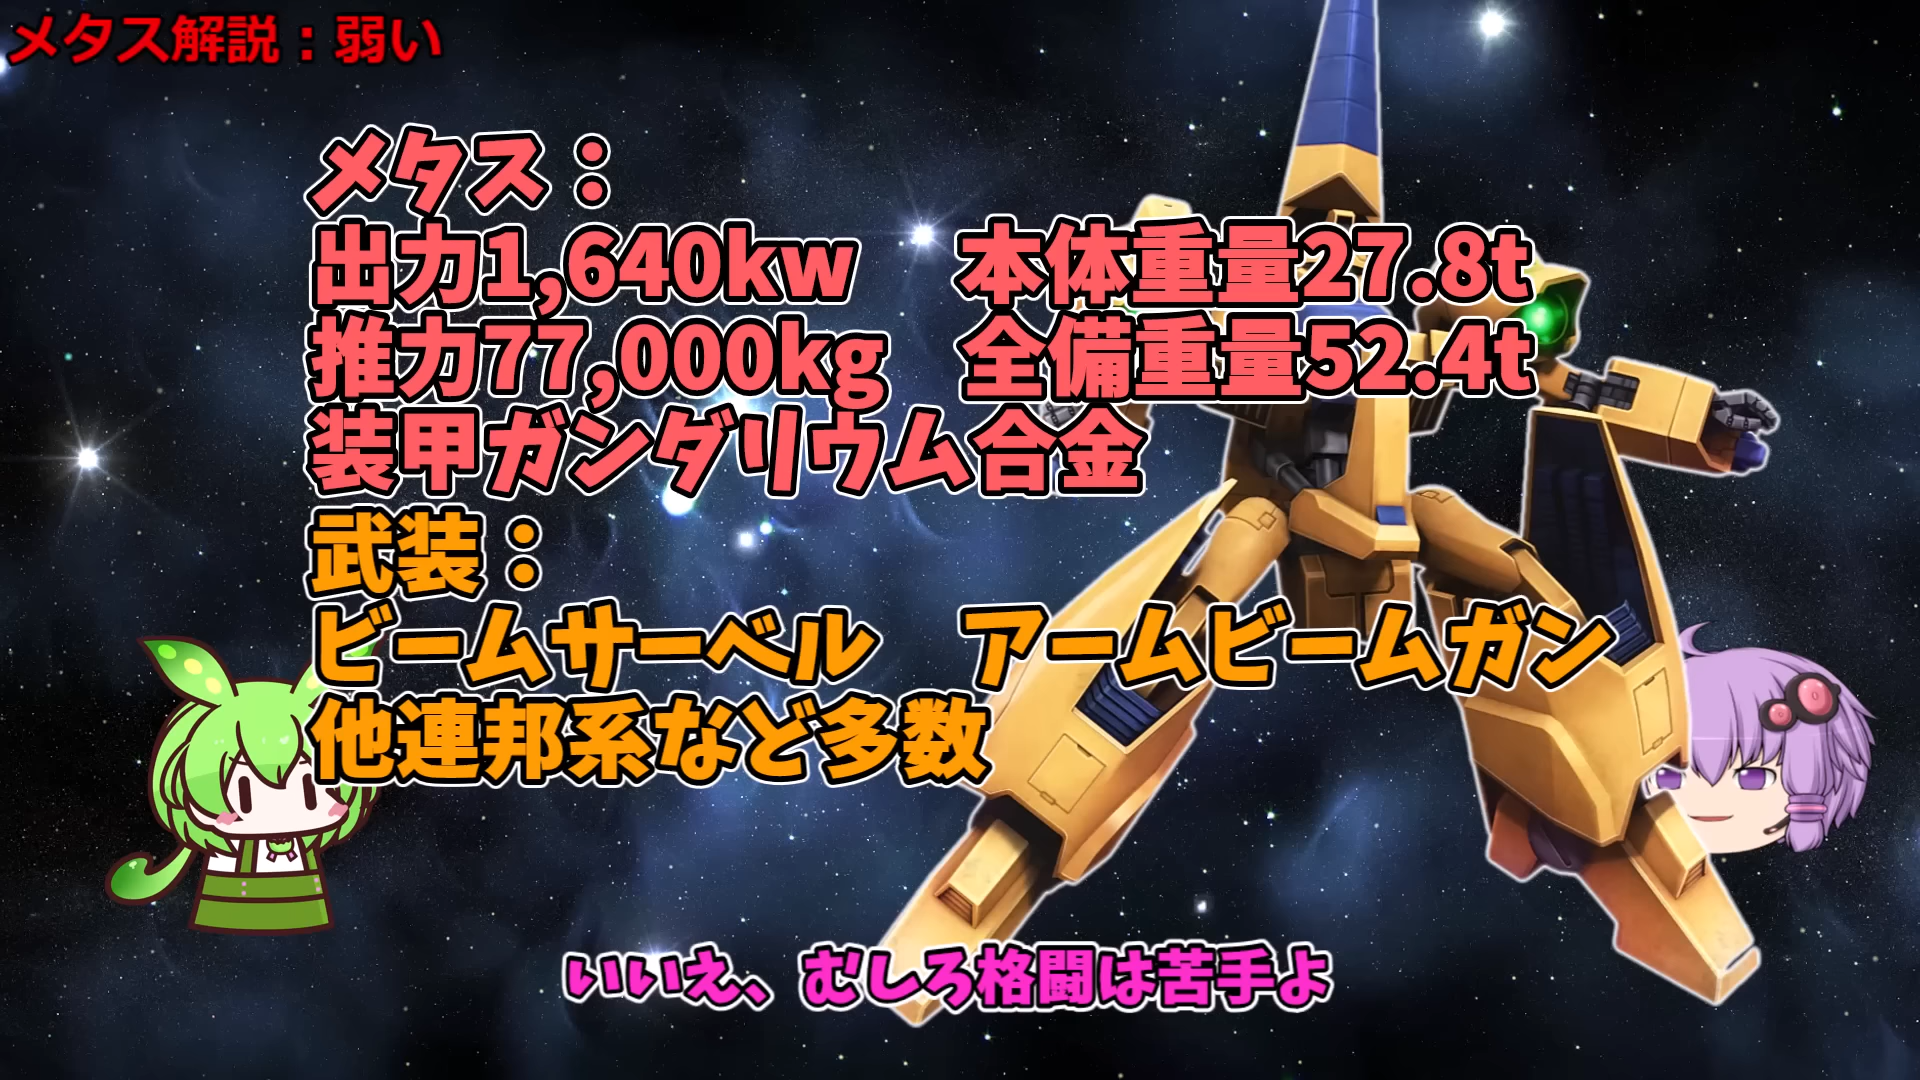 メタス解説：弱い
メタス：
出力1,640kw　本体重量27.8t
推力77,000kg　全備重量52.4t
装甲ガンダリウム合金
武装：
ビームサーベル　アームビームガン
他連邦系など多数
いいえ、むしろ格闘は苦手よ